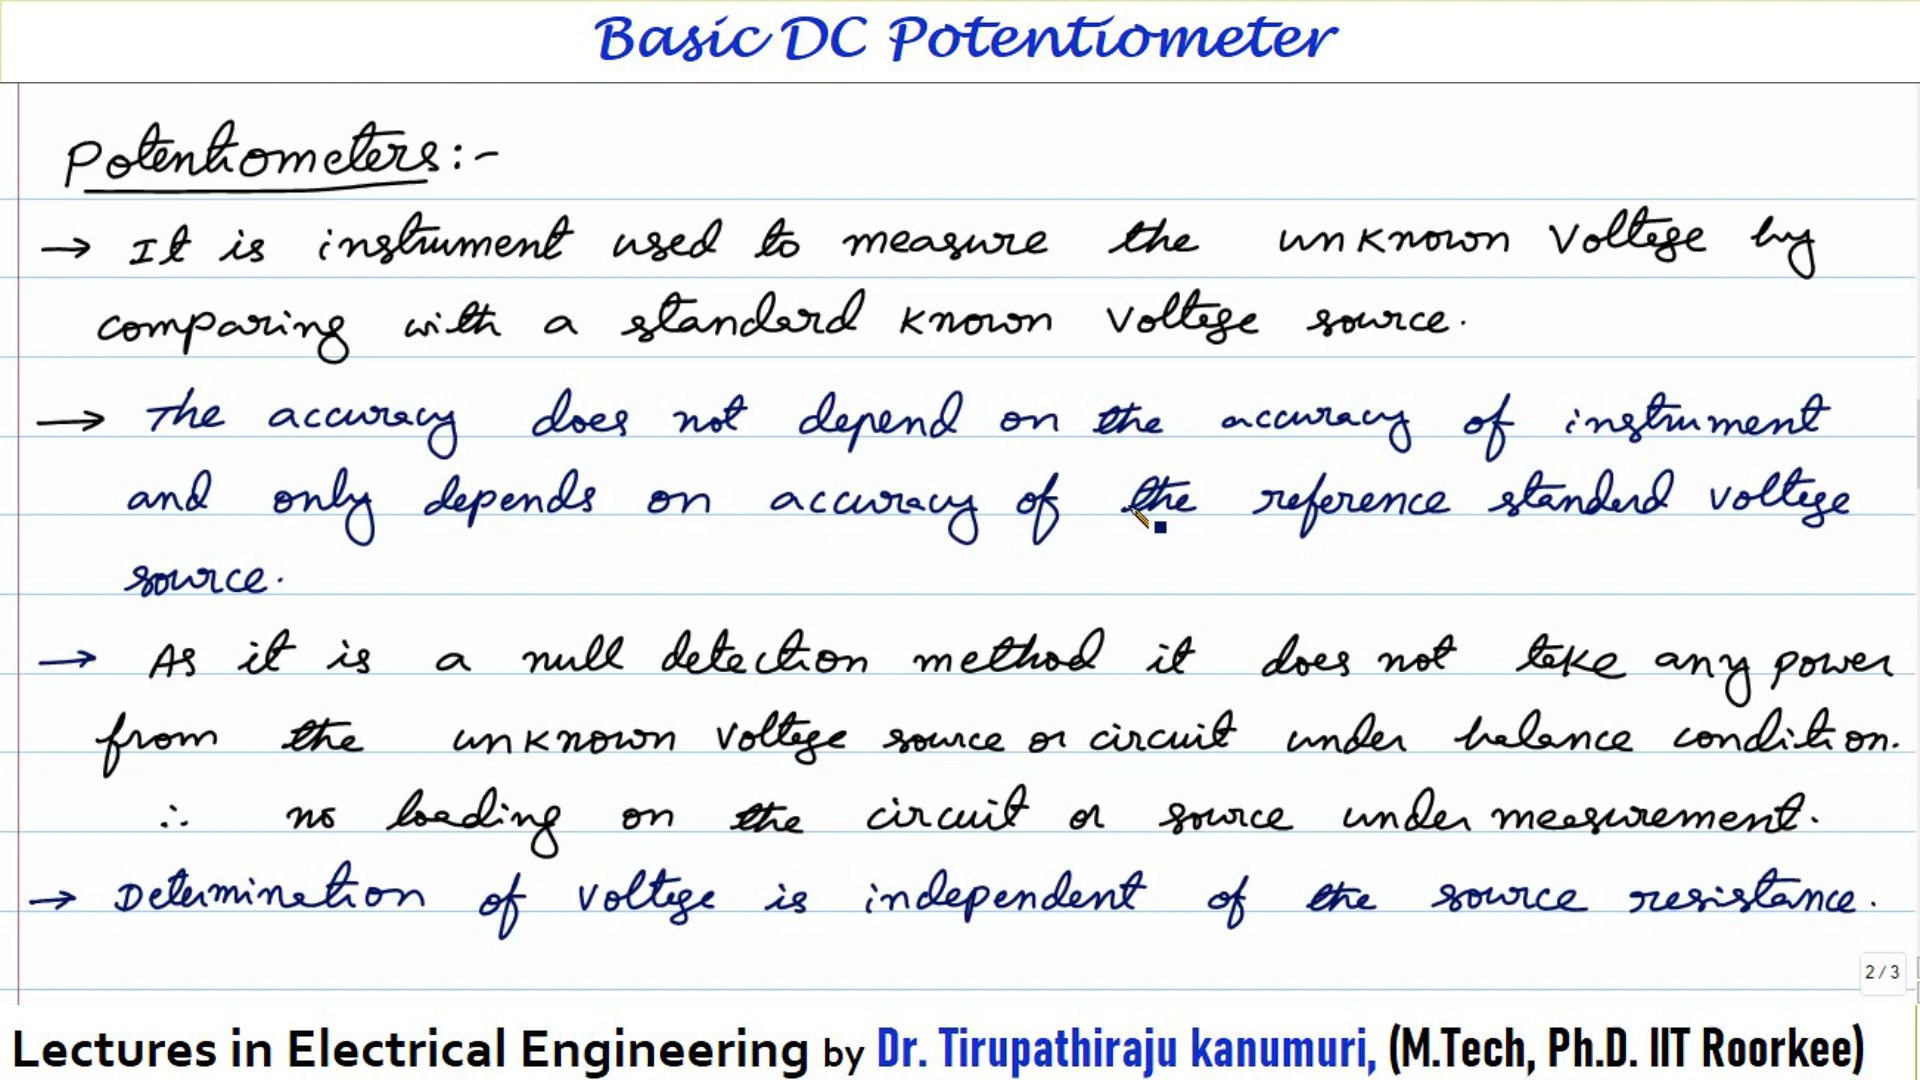 Basic DC Potentiometer
Potentiometers:-
→ It is instrument used to measure the unknown Voltage by
comparing with a standard known Voltage source.
→ The accuracy does not depend on the accuracy of instrument
and only depends on accuracy of the reference standard voltage
source.
→ As it is a null detection method it does not take any power
from the unknown Voltage source or circuit under balance condition.
∴ no loading on the circuit or source under measurement.
→ Determination of voltage is independent of the source resistance.
2/3
Lectures in Electrical Engineering by Dr. Tirupathiraju kanumuri, (M.Tech, Ph.D. IIT Roorkee)